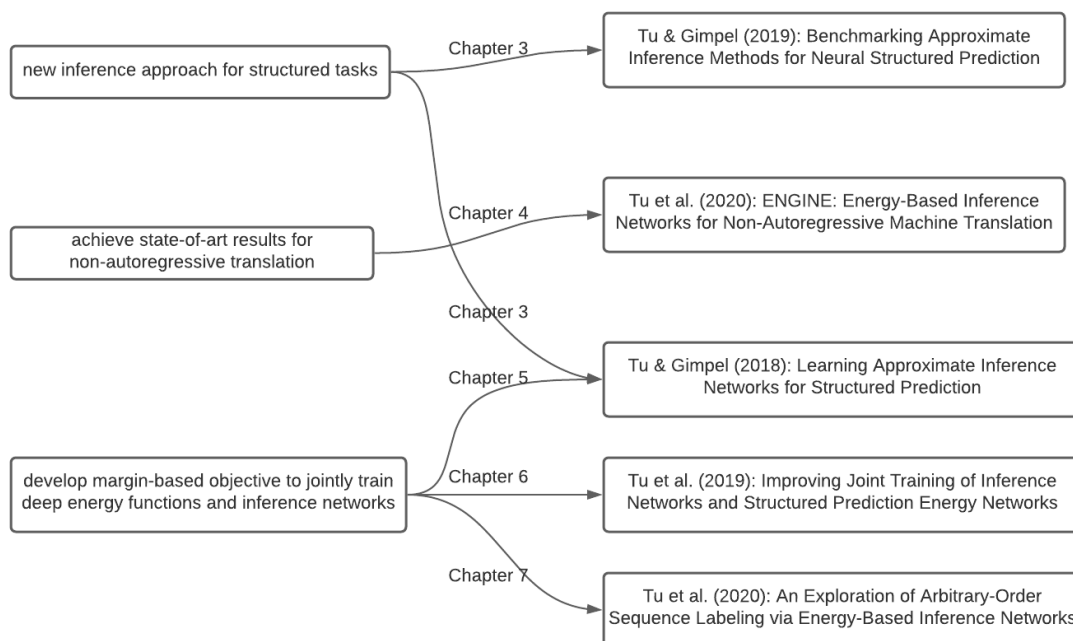 new inference approach for structured tasks
Chapter 3
Tu & Gimpel (2019): Benchmarking Approximate
Inference Methods for Neural Structured Prediction
achieve state-of-art results for
non-autoregressive translation
Chapter 4
Tu et al. (2020): ENGINE: Energy-Based Inference
Networks for Non-Autoregressive Machine Translation
Chapter 3
Tu & Gimpel (2018): Learning Approximate Inference
Networks for Structured Prediction
Chapter 5
develop margin-based objective to jointly train
deep energy functions and inference networks
Chapter 6
Tu et al. (2019): Improving Joint Training of Inference
Networks and Structured Prediction Energy Networks
Chapter 7
Tu et al. (2020): An Exploration of Arbitrary-Order
Sequence Labeling via Energy-Based Inference Networks